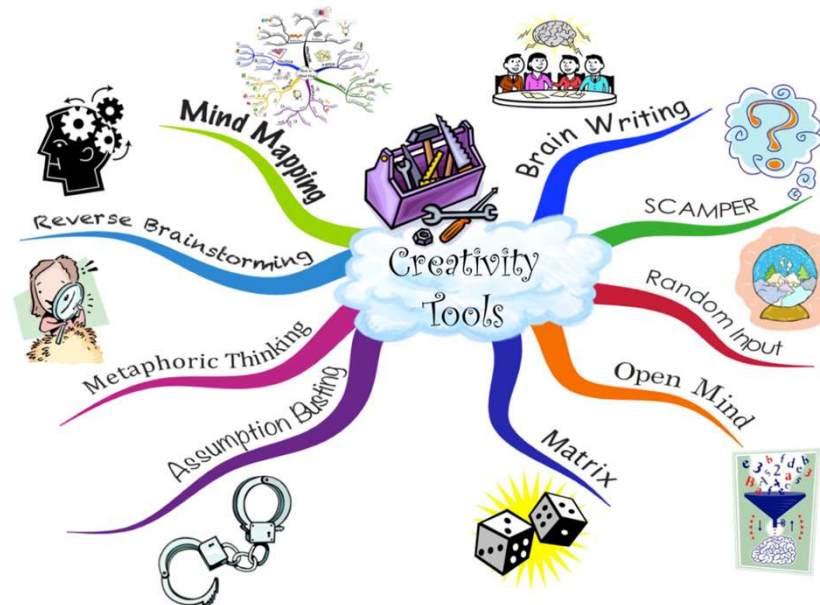 Creativity
Tools
Mind Mapping
Brain Writing
SCAMPER
Random Input
Open Mind
Matrix
Assumption Busting
Metaphoric Thinking
Reverse Brainstorming